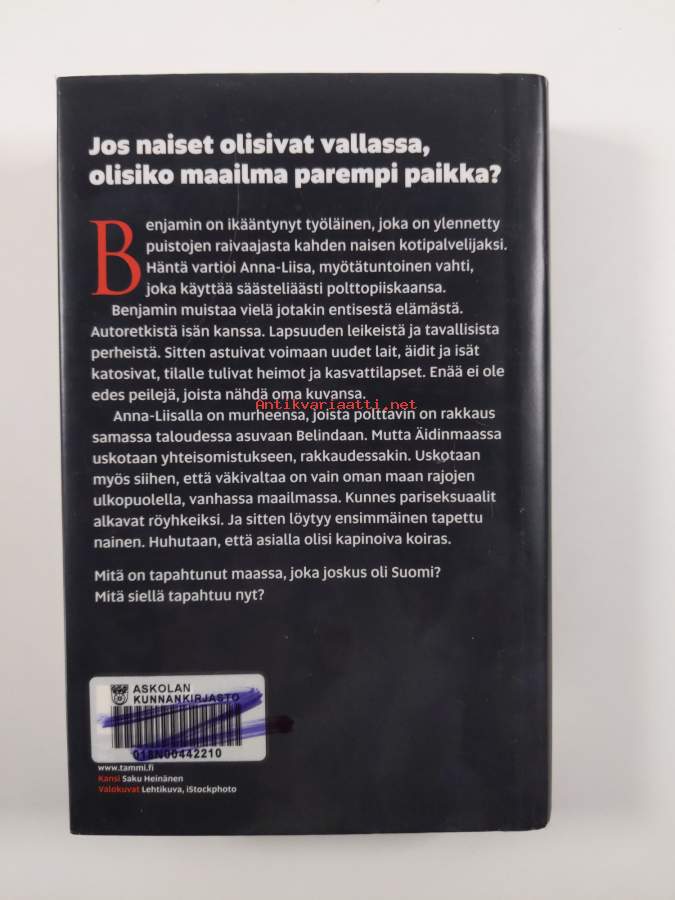 Jos naiset olisivat vallassa,
olisiko maailma parempi paikka?
Benjamin on ikääntynyt työläinen, joka on ylennetty
puistojen raivaajasta kahden naisen kotipalvelijaksi.
Häntä vartioi Anna-Liisa, myötätuntoinen vahti,
joka käyttää säästeliäästi polttopiiskaansa.
Benjamin muistaa vielä jotakin entisestä elämästä.
Autoretkistä isän kanssa. Lapsuuden leikeistä ja tavallisista
perheistä. Sitten astuivat voimaan uudet lait, äidit ja isät
katosivat, tilalle tulivat heimot ja kasvattilapset. Enää ei ole
edes peilejä, joista nähdä oma kuvansa.
Antikvariaatti.net
Anna-Liisalla on murheensa, joista polttavin on rakkaus
samassa taloudessa asuvaan Belindaan. Mutta Äidinmaassa
uskotaan yhteisomistukseen, rakkaudessakin. Uskotaan
myös siihen, että väkivaltaa on vain oman maan rajojen
ulkopuolella, vanhassa maailmassa. Kunnes pariseksuaalit
alkavat röyhkeiksi. Ja sitten löytyy ensimmäinen tapettu
nainen. Huhutaan, että asialla olisi kapinoiva koiras.
Mitä on tapahtunut maassa, joka joskus oli Suomi?
Mitä siellä tapahtuu nyt?
ASKOLAN
KUNNANKIRJASTO
018N00442210
www.tammi.fi
Kansi Saku Heinänen
Valokuvat Lehtikuva, iStockphoto